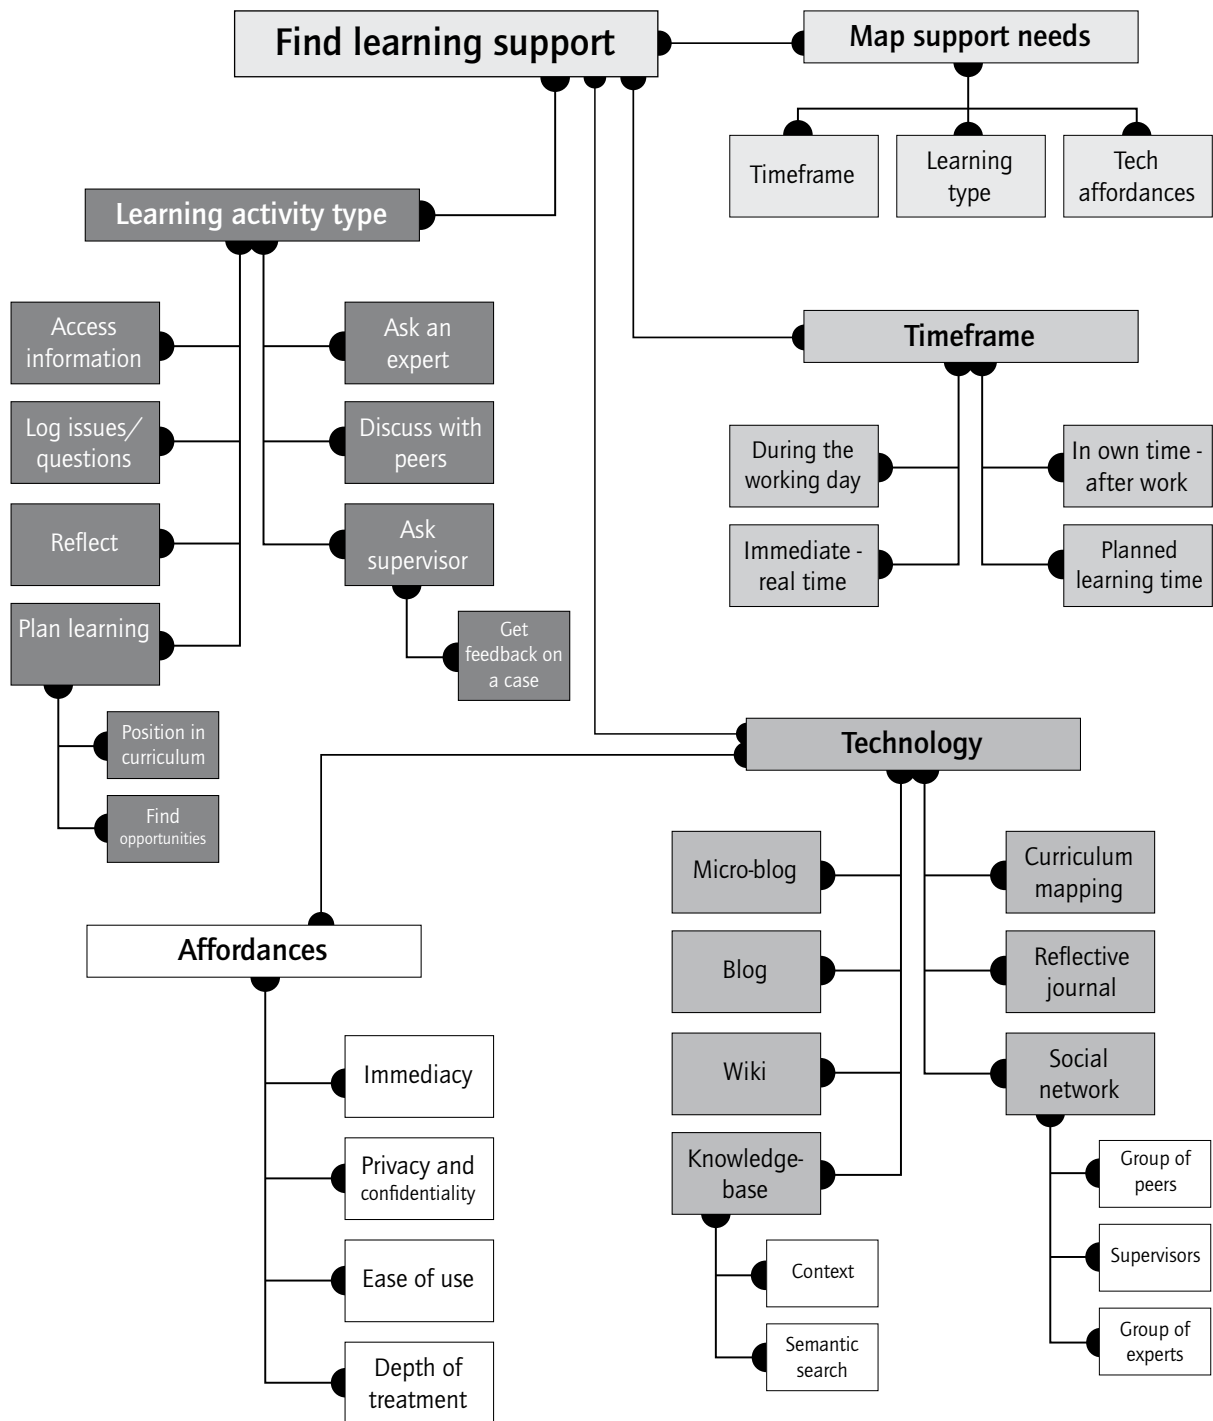 Find learning support
Map support needs
Timeframe
Learning
type
Tech
affordances
Learning activity type
Access
information
Ask an
expert
Log issues/
questions
Discuss with
peers
Reflect
Ask
supervisor
Plan learning
Get
feedback on
a case
Position in
curriculum
Find
opportunities
Timeframe
During the
working day
In own time -
after work
Immediate -
real time
Planned
learning time
Technology
Micro-blog
Curriculum
mapping
Blog
Reflective
journal
Wiki
Social
network
Knowledge-
base
Group of
peers
Context
Supervisors
Semantic
search
Group of
experts
Affordances
Immediacy
Privacy and
confidentiality
Ease of use
Depth of
treatment